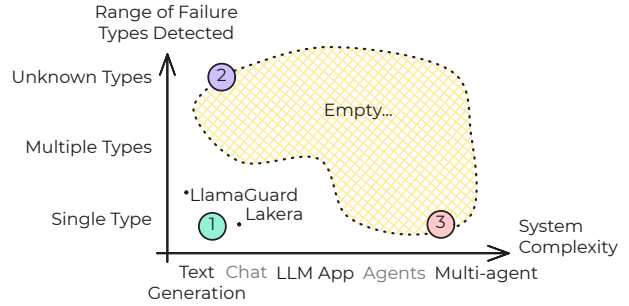 Range of Failure
Types Detected
Unknown Types
2
Empty...
Multiple Types
LlamaGuard
Lakera
Single Type
1
3
System
Complexity
Text Chat LLM App Agents Multi-agent
Generation